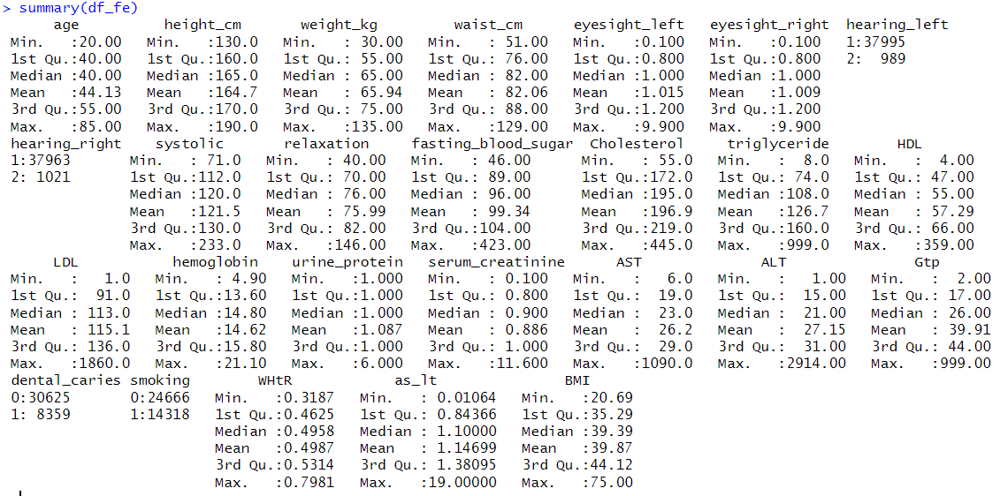 > summary(df_fe)
      age          height_cm       weight_kg        waist_cm      eyesight_left   eyesight_right  hearing_left
 Min.   :20.00   Min.   :130.0   Min.   : 30.00   Min.   : 51.00   Min.   :0.100   Min.   :0.100   1:37995
 1st Qu.:40.00   1st Qu.:160.0   1st Qu.: 55.00   1st Qu.: 76.00   1st Qu.:0.800   1st Qu.:0.800   2:  989
 Median :40.00   Median :165.0   Median : 65.00   Median : 82.00   Median :1.000   Median :1.000
 Mean   :44.13   Mean   :164.7   Mean   : 65.94   Mean   : 82.06   Mean   :1.015   Mean   :1.009
 3rd Qu.:55.00   3rd Qu.:170.0   3rd Qu.: 75.00   3rd Qu.: 88.00   3rd Qu.:1.200   3rd Qu.:1.200
 Max.   :85.00   Max.   :190.0   Max.   :135.00   Max.   :129.00   Max.   :9.900   Max.   :9.900
 hearing_right    systolic       relaxation     fasting_blood_sugar  Cholesterol     triglyceride        HDL
 1:37963       Min.   : 71.0   Min.   : 40.00   Min.   : 46.00      Min.   : 55.0   Min.   :  8.0   Min.   :  4.00
 2: 1021       1st Qu.:112.0   1st Qu.: 70.00   1st Qu.: 89.00      1st Qu.:172.0   1st Qu.: 74.0   1st Qu.: 47.00
               Median :120.0   Median : 76.00   Median : 96.00      Median :195.0   Median :108.0   Median : 55.00
               Mean   :121.5   Mean   : 75.99   Mean   : 99.34      Mean   :196.9   Mean   :126.7   Mean   : 57.29
               3rd Qu.:130.0   3rd Qu.: 82.00   3rd Qu.:104.00      3rd Qu.:219.0   3rd Qu.:160.0   3rd Qu.: 66.00
               Max.   :233.0   Max.   :146.00   Max.   :423.00      Max.   :445.0   Max.   :999.0   Max.   :359.00
      LDL           hemoglobin    urine_protein   serum_creatinine      AST              ALT               Gtp
 Min.   :   1.0   Min.   : 4.90   Min.   :1.000   Min.   : 0.100   Min.   :   6.0   Min.   :   1.00   Min.   :  2.00
 1st Qu.:  91.0   1st Qu.:13.60   1st Qu.:1.000   1st Qu.: 0.800   1st Qu.:  19.0   1st Qu.:  15.00   1st Qu.: 17.00
 Median : 113.0   Median :14.80   Median :1.000   Median : 0.900   Median :  23.0   Median :  21.00   Median : 26.00
 Mean   : 115.1   Mean   :14.62   Mean   :1.087   Mean   : 0.886   Mean   :  26.2   Mean   :  27.15   Mean   : 39.91
 3rd Qu.: 136.0   3rd Qu.:15.80   3rd Qu.:1.000   3rd Qu.: 1.000   3rd Qu.:  29.0   3rd Qu.:  31.00   3rd Qu.: 44.00
 Max.   :1860.0   Max.   :21.10   Max.   :6.000   Max.   :11.600   Max.   :1090.0   Max.   :2914.00   Max.   :999.00
 dental_caries smoking        WHtR            as_lt              BMI
 0:30625       0:24666   Min.   :0.3187   Min.   : 0.01064   Min.   :20.69
 1: 8359       1:14318   1st Qu.:0.4625   1st Qu.: 0.84366   1st Qu.:35.29
                         Median :0.4958   Median : 1.10000   Median :39.39
                         Mean   :0.4987   Mean   : 1.14699   Mean   :39.87
                         3rd Qu.:0.5314   3rd Qu.: 1.38095   3rd Qu.:44.12
                         Max.   :0.7981   Max.   :19.00000   Max.   :75.00